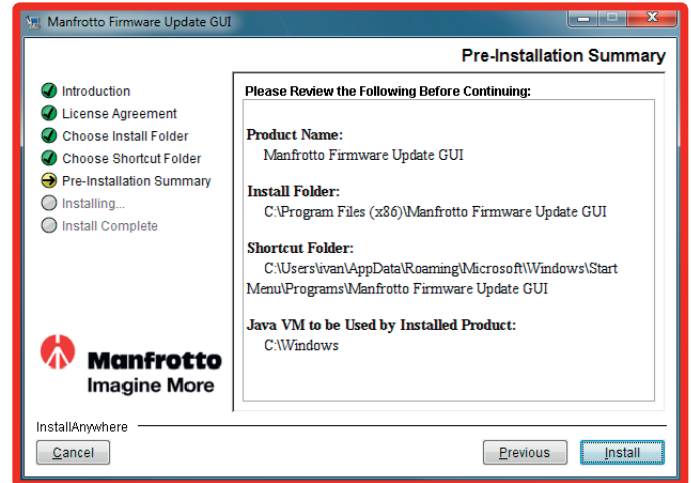 Manfrotto Firmware Update GUI
Pre-Installation Summary
Introduction
License Agreement
Choose Install Folder
Choose Shortcut Folder
Pre-Installation Summary
Installing...
Install Complete
Please Review the Following Before Continuing:
Product Name:
Manfrotto Firmware Update GUI
Install Folder:
C:\Program Files (x86)\Manfrotto Firmware Update GUI
Shortcut Folder:
C:\Users\ivan\AppData\Roaming\Microsoft\Windows\Start
Menu\Programs\Manfrotto Firmware Update GUI
Java VM to be Used by Installed Product:
C:\Windows
Manfrotto
Imagine More
InstallAnywhere
Cancel
Previous
Install